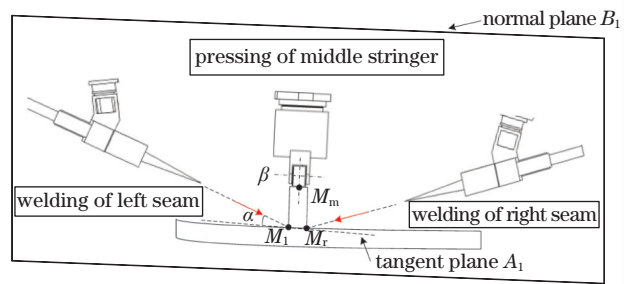 normal plane B₁
pressing of middle stringer
β
Mₘ
welding of left seam
welding of right seam
α
M₁
Mᵣ
tangent plane A₁